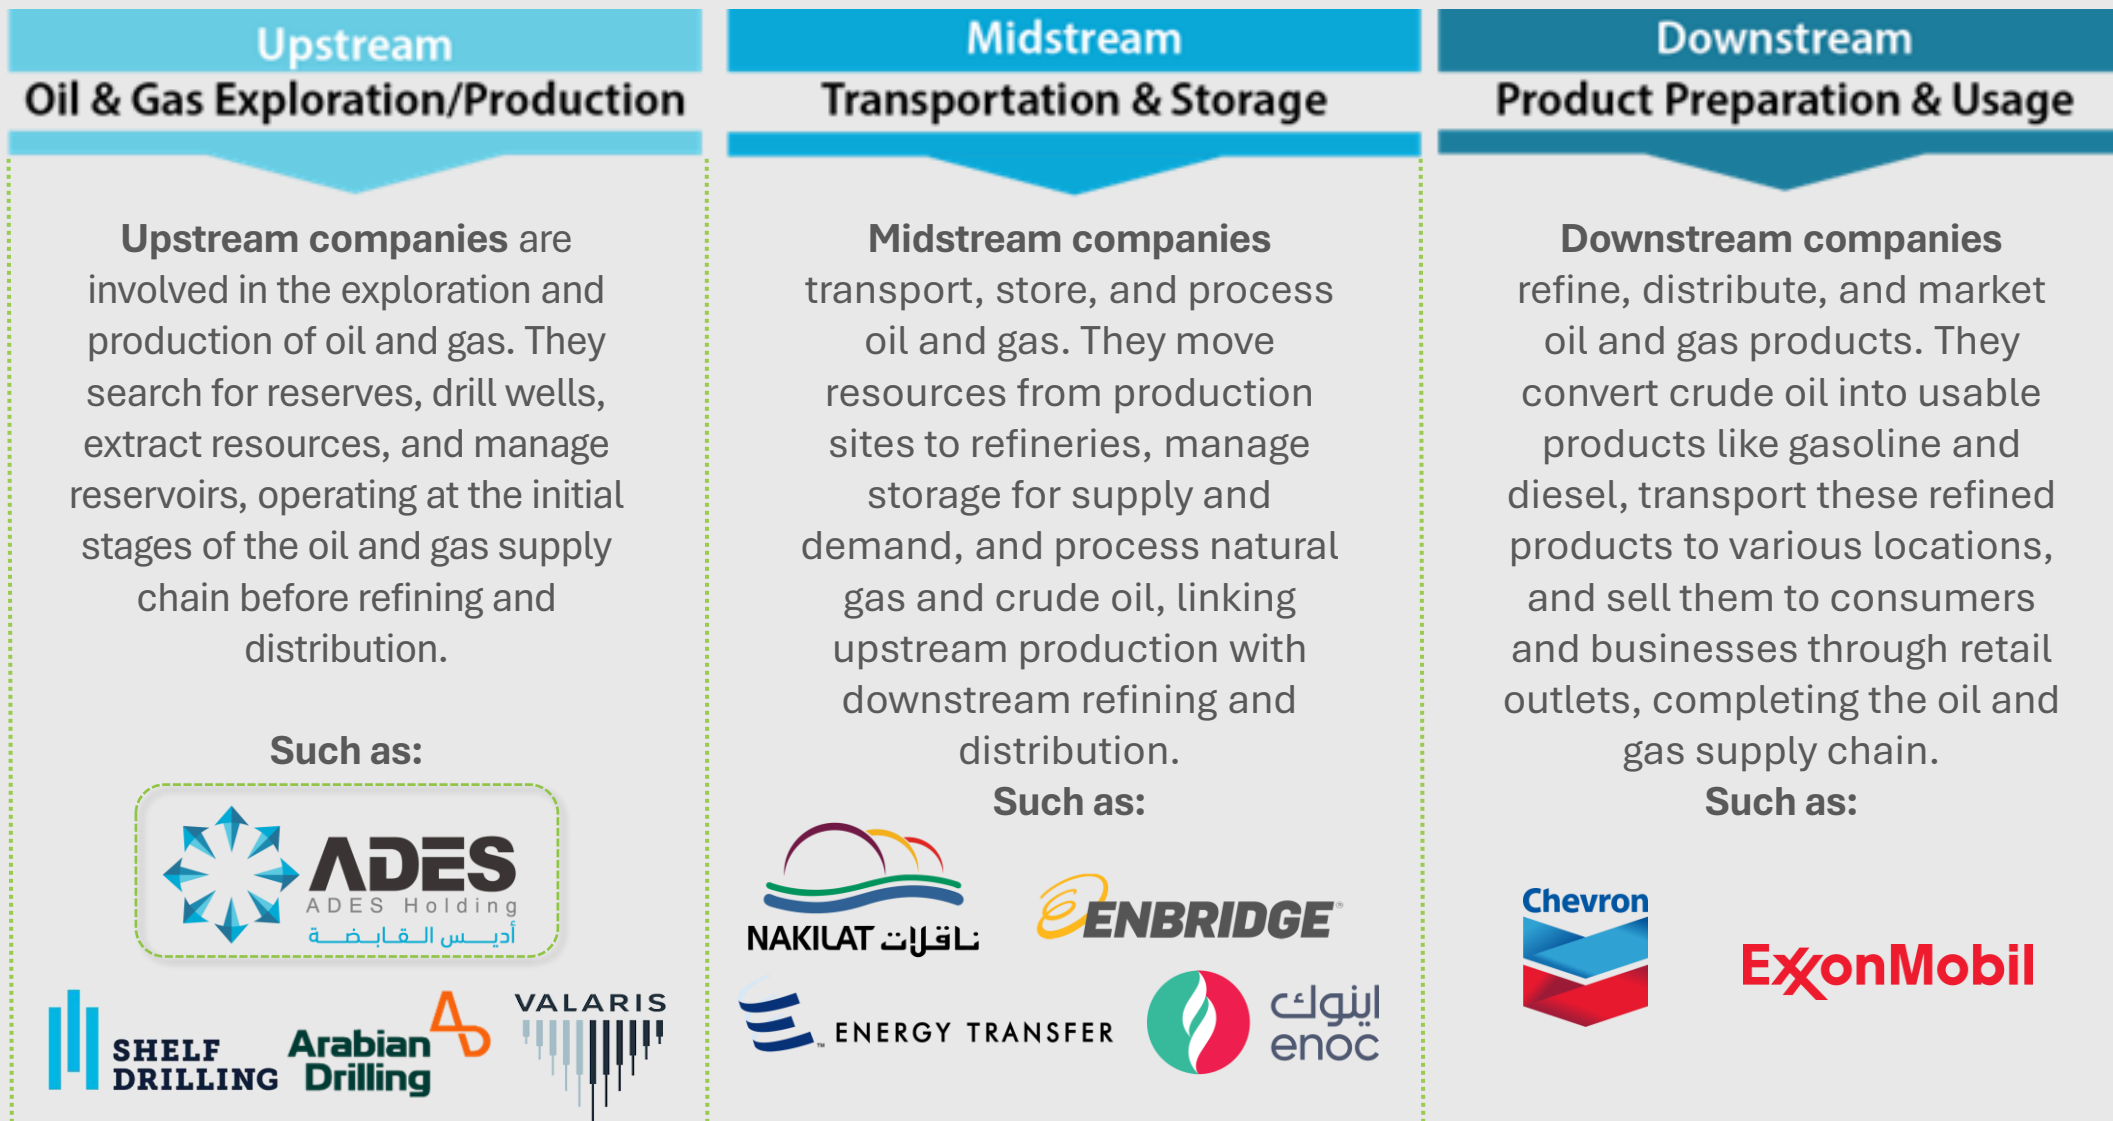 Upstream
Oil & Gas Exploration/Production
Upstream companies are
involved in the exploration and
production of oil and gas. They
search for reserves, drill wells,
extract resources, and manage
reservoirs, operating at the initial
stages of the oil and gas supply
chain before refining and
distribution.
Such as:
ADES
ADES Holding
أديس القابضة
SHELF
DRILLING
Arabian
Drilling
VALARIS
Midstream
Transportation & Storage
Midstream companies
transport, store, and process
oil and gas. They move
resources from production
sites to refineries, manage
storage for supply and
demand, and process natural
gas and crude oil, linking
upstream production with
downstream refining and
distribution.
Such as:
NAKILAT ناقلات
ENBRIDGE®
ENERGY TRANSFER™
اينوك
enoc
Downstream
Product Preparation & Usage
Downstream companies
refine, distribute, and market
oil and gas products. They
convert crude oil into usable
products like gasoline and
diesel, transport these refined
products to various locations,
and sell them to consumers
and businesses through retail
outlets, completing the oil and
gas supply chain.
Such as:
Chevron
ExxonMobil